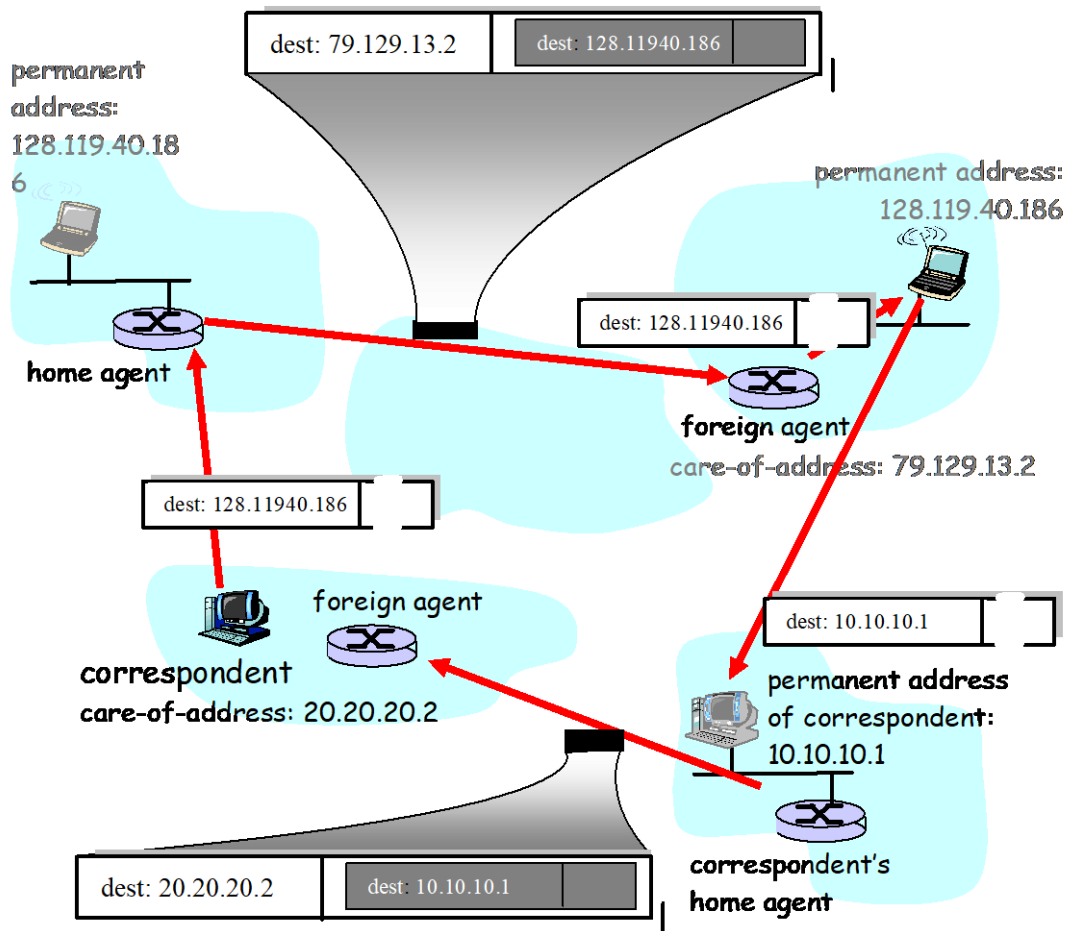 dest: 79.129.13.2
dest: 128.11940.186
permanent
address:
128.119.40.18
6
permanent address:
128.119.40.186
dest: 128.11940.186
home agent
foreign agent
care-of-address: 79.129.13.2
dest: 128.11940.186
foreign agent
correspondent
care-of-address: 20.20.20.2
dest: 10.10.10.1
permanent address
of correspondent:
10.10.10.1
dest: 20.20.20.2
dest: 10.10.10.1
correspondent's
home agent